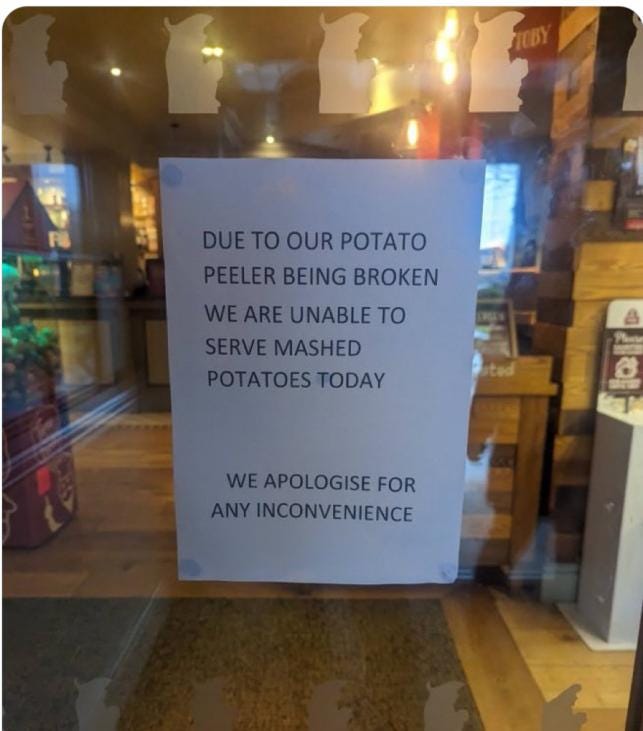 TOBY
DUE TO OUR POTATO
PEELER BEING BROKEN
WE ARE UNABLE TO
SERVE MASHED
POTATOES TODAY
WE APOLOGISE FOR
ANY INCONVENIENCE
Please